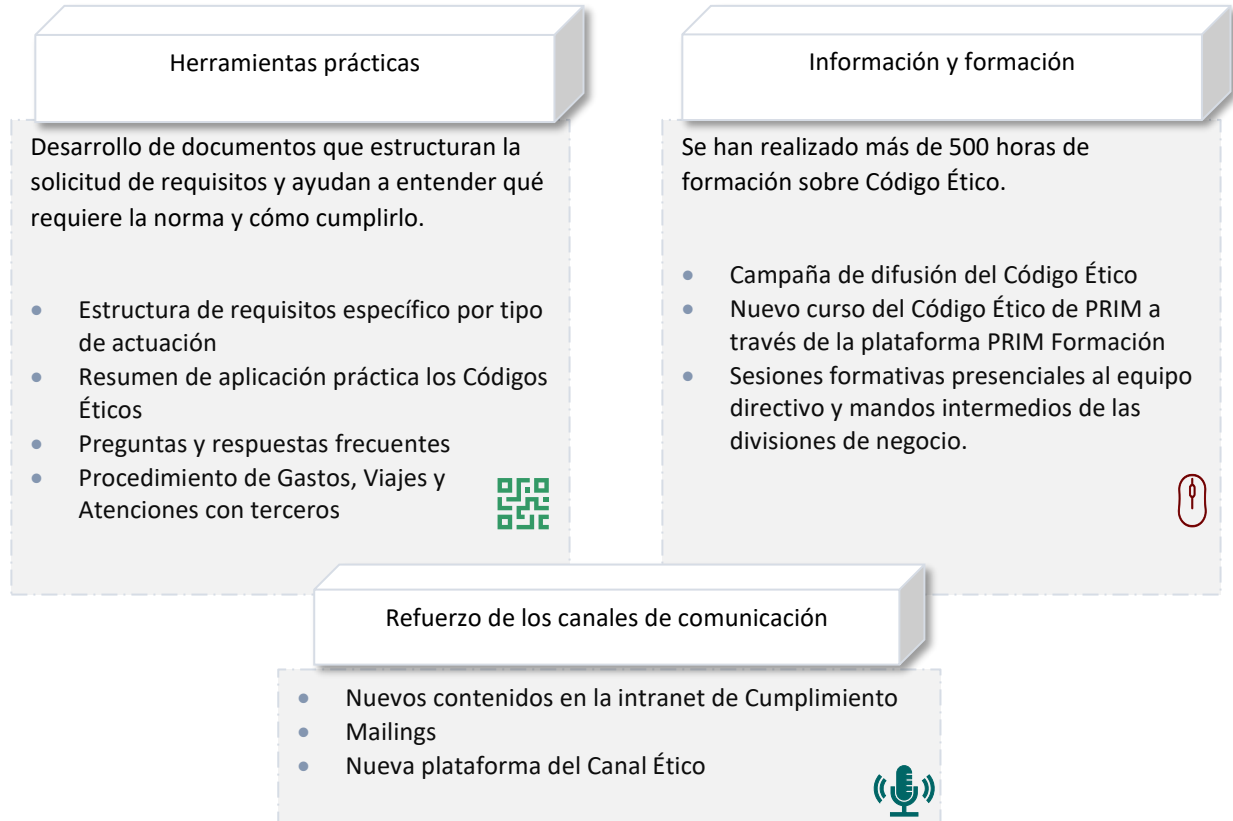 Herramientas prácticas
Desarrollo de documentos que estructuran la
solicitud de requisitos y ayudan a entender qué
requiere la norma y cómo cumplirlo.
• Estructura de requisitos específico por tipo
de actuación
• Resumen de aplicación práctica los Códigos
Éticos
• Preguntas y respuestas frecuentes
• Procedimiento de Gastos, Viajes y
Atenciones con terceros
Información y formación
Se han realizado más de 500 horas de
formación sobre Código Ético.
• Campaña de difusión del Código Ético
• Nuevo curso del Código Ético de PRIM a
través de la plataforma PRIM Formación
• Sesiones formativas presenciales al equipo
directivo y mandos intermedios de las
divisiones de negocio.
Refuerzo de los canales de comunicación
• Nuevos contenidos en la intranet de Cumplimiento
• Mailings
• Nueva plataforma del Canal Ético